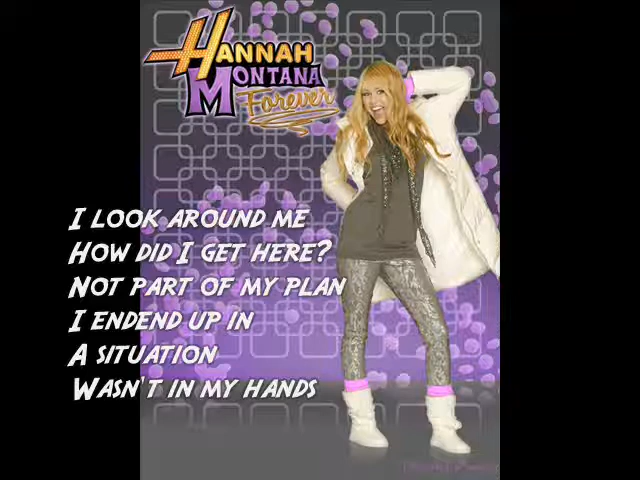 HANNAH
MONTANA
Forever
I LOOK AROUND ME
HOW DID I GET HERE?
NOT PART OF MY PLAN
I ENDEND UP IN
A SITUATION
WASN'T IN MY HANDS